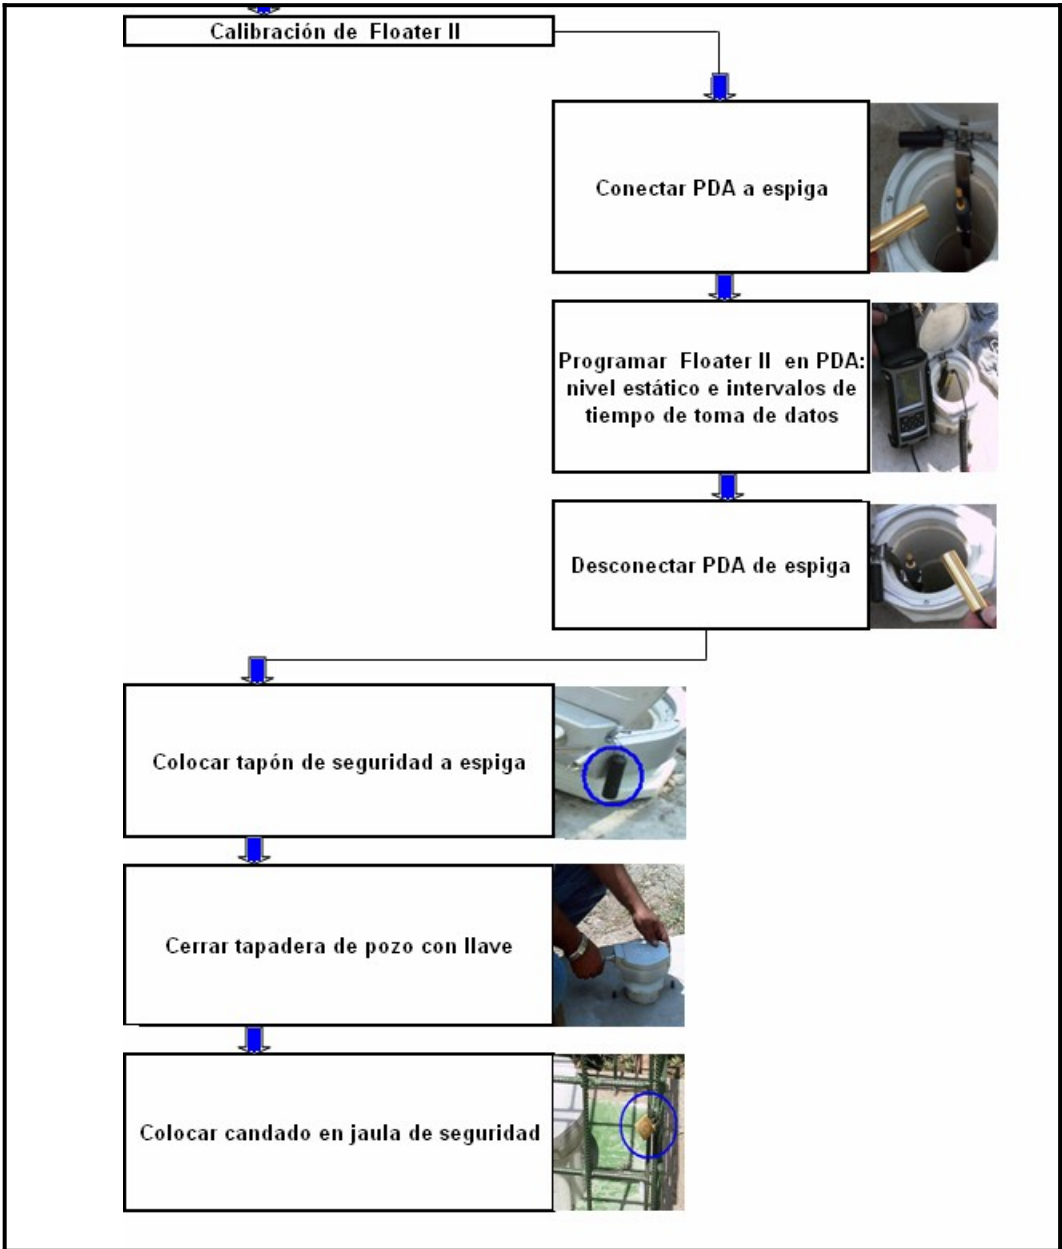 Calibración de Floater II
Conectar PDA a espiga
Programar Floater II en PDA:
nivel estático e intervalos de
tiempo de toma de datos
Desconectar PDA de espiga
Colocar tapón de seguridad a espiga
Cerrar tapadera de pozo con llave
Colocar candado en jaula de seguridad